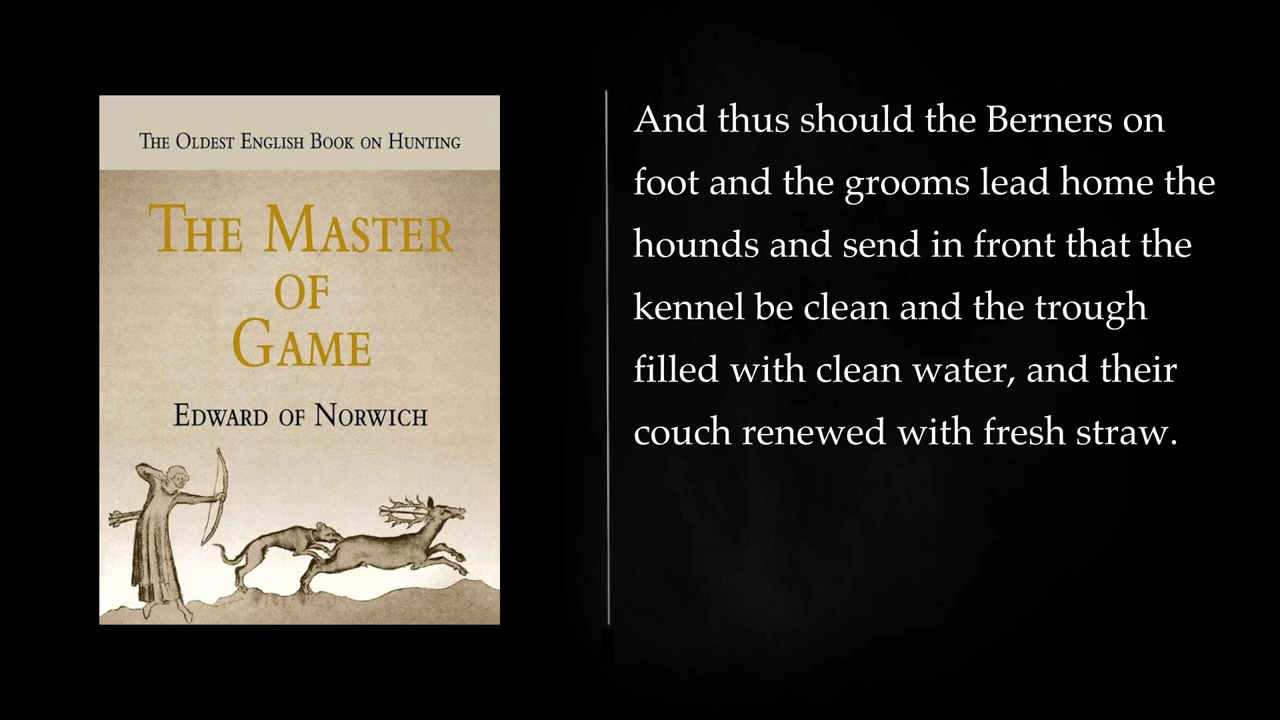 The Oldest English Book on Hunting
The Master
of
Game
Edward of Norwich
And thus should the Berners on
foot and the grooms lead home the
hounds and send in front that the
kennel be clean and the trough
filled with clean water, and their
couch renewed with fresh straw.